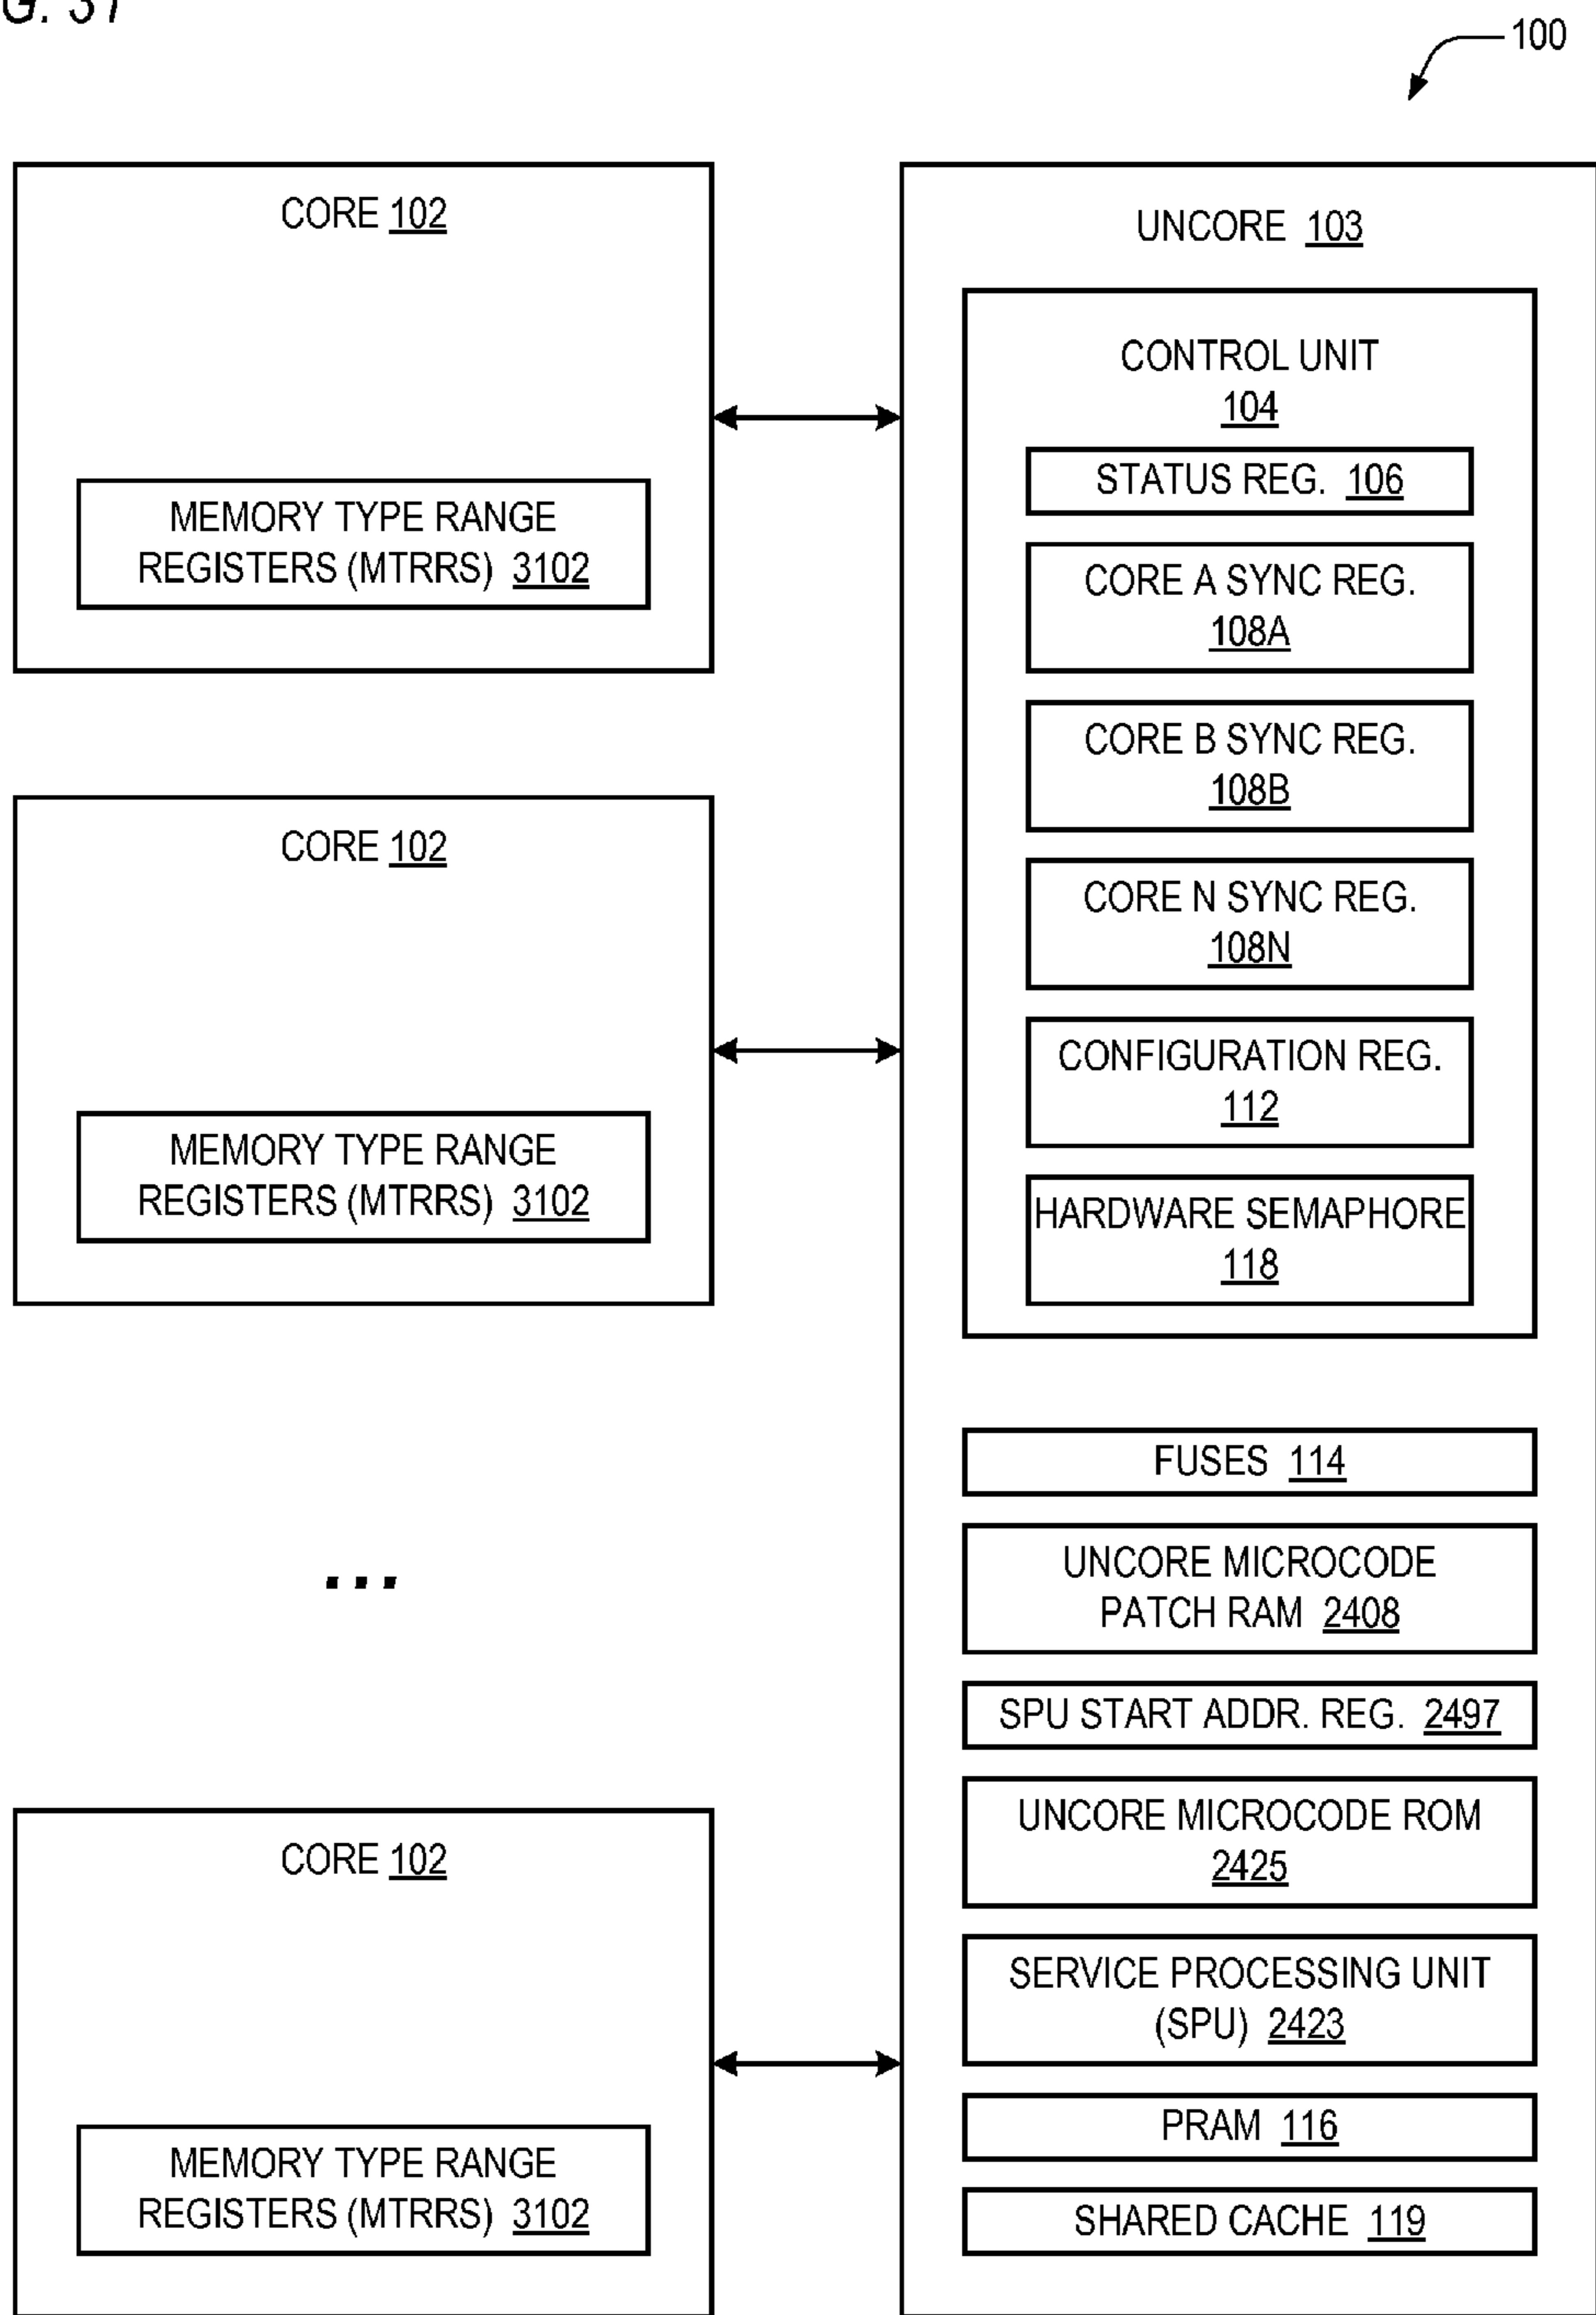 G. 31
100
CORE 102
MEMORY TYPE RANGE
REGISTERS (MTRRS) 3102
CORE 102
MEMORY TYPE RANGE
REGISTERS (MTRRS) 3102
...
CORE 102
MEMORY TYPE RANGE
REGISTERS (MTRRS) 3102
UNCORE 103
CONTROL UNIT
104
STATUS REG. 106
CORE A SYNC REG.
108A
CORE B SYNC REG.
108B
CORE N SYNC REG.
108N
CONFIGURATION REG.
112
HARDWARE SEMAPHORE
118
FUSES 114
UNCORE MICROCODE
PATCH RAM 2408
SPU START ADDR. REG. 2497
UNCORE MICROCODE ROM
2425
SERVICE PROCESSING UNIT
(SPU) 2423
PRAM 116
SHARED CACHE 119